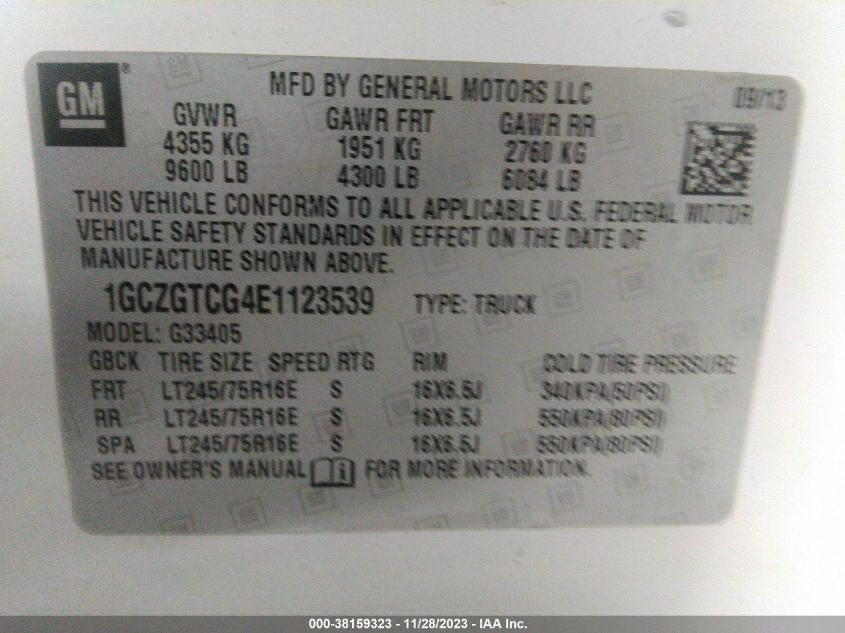 GM ®
MFD BY GENERAL MOTORS LLC 09/13
GVWR GAWR FRT GAWR RR
4355 KG 1951 KG 2760 KG
9600 LB 4300 LB 6084 LB
THIS VEHICLE CONFORMS TO ALL APPLICABLE U.S. FEDERAL MOTOR
VEHICLE SAFETY STANDARDS IN EFFECT ON THE DATE OF
MANUFACTURE SHOWN ABOVE.
1GCZGTCG4E1123539 TYPE: TRUCK
MODEL: G33405
GBCK TIRE SIZE SPEED RTG RIM COLD TIRE PRESSURE
FRT LT245/75R16E S 16X6.5J 340KPA(50PSI)
RR LT245/75R16E S 16X6.5J 550KPA(80PSI)
SPA LT245/75R16E S 16X6.5J 550KPA(80PSI)
SEE OWNER'S MANUAL FOR MORE INFORMATION.
000-38159323 - 11/28/2023 - IAA Inc.